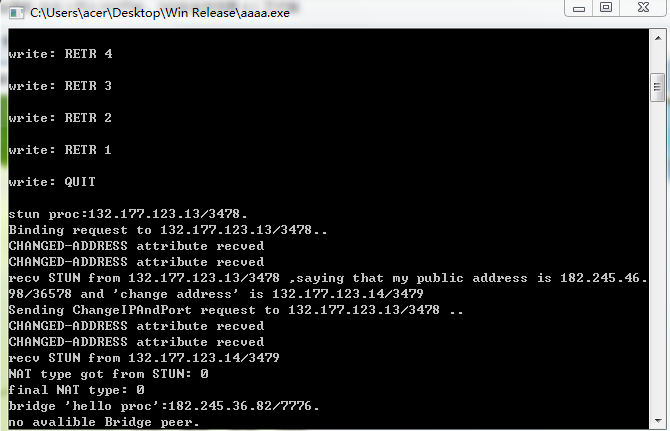 C:\Users\acer\Desktop\Win Release\aaaa.exe
write: RETR 4
write: RETR 3
write: RETR 2
write: RETR 1
write: QUIT
stun proc:132.177.123.13/3478.
Binding request to 132.177.123.13/3478..
CHANGED-ADDRESS attribute recved
CHANGED-ADDRESS attribute recved
recv STUN from 132.177.123.13/3478 ,saying that my public address is 182.245.46.
98/36578 and 'change address' is 132.177.123.14/3479
Sending ChangeIPAndPort request to 132.177.123.13/3478 ..
CHANGED-ADDRESS attribute recved
CHANGED-ADDRESS attribute recved
recv STUN from 132.177.123.14/3479
NAT type got from STUN: 0
final NAT type: 0
bridge 'hello proc':182.245.36.82/7776.
no avalible Bridge peer.